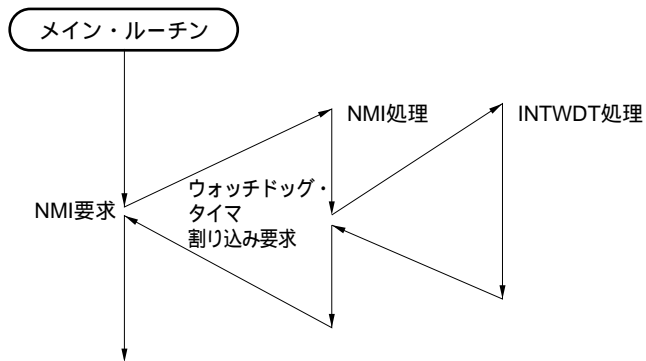 メイン・ルーチン
NMI処理
INTWDT処理
NMI要求
ウォッチドッグ・
タイマ
割り込み要求